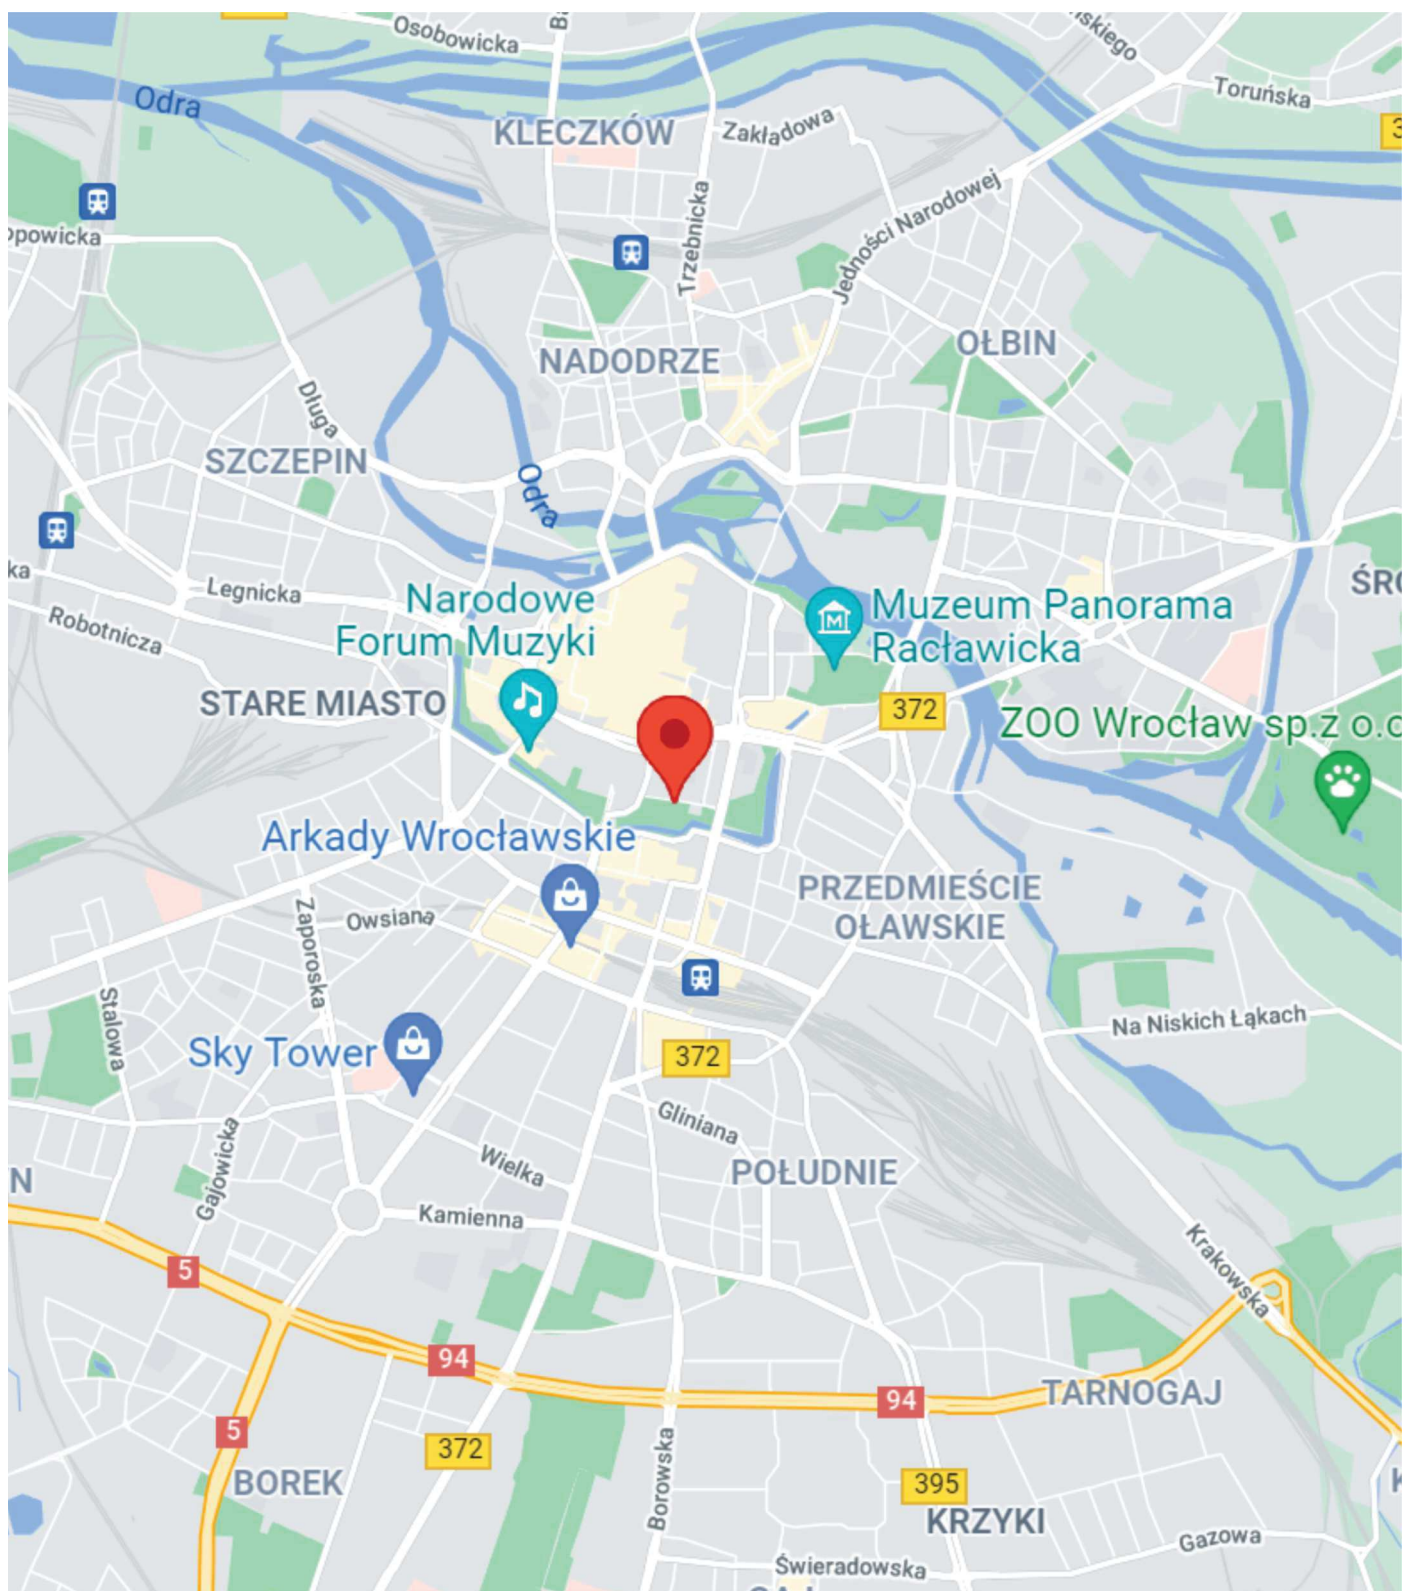 Osobowicka
Toruńska
Odra
KLECZKÓW
Zakładowa
Trzebnicka
Jedności Narodowej
NADODRZE
OŁBIN
Długa
SZCZEPIN
Odra
Legnicka
Robotnicza
Narodowe
Forum Muzyki
Muzeum Panorama
Racławicka
STARE MIASTO
372
ZOO Wrocław sp.z o.o
Arkady Wrocławskie
PRZEDMIEŚCIE
OŁAWSKIE
Owsiana
Zaporoska
Stalowa
Na Niskich Łąkach
Sky Tower
372
Gliniana
Gajowicka
Wielka
POŁUDNIE
Kamienna
Krakowska
5
94
94
TARNOGAJ
5
372
Borowska
BOREK
395
KRZYKI
Gazowa
Świeradowska